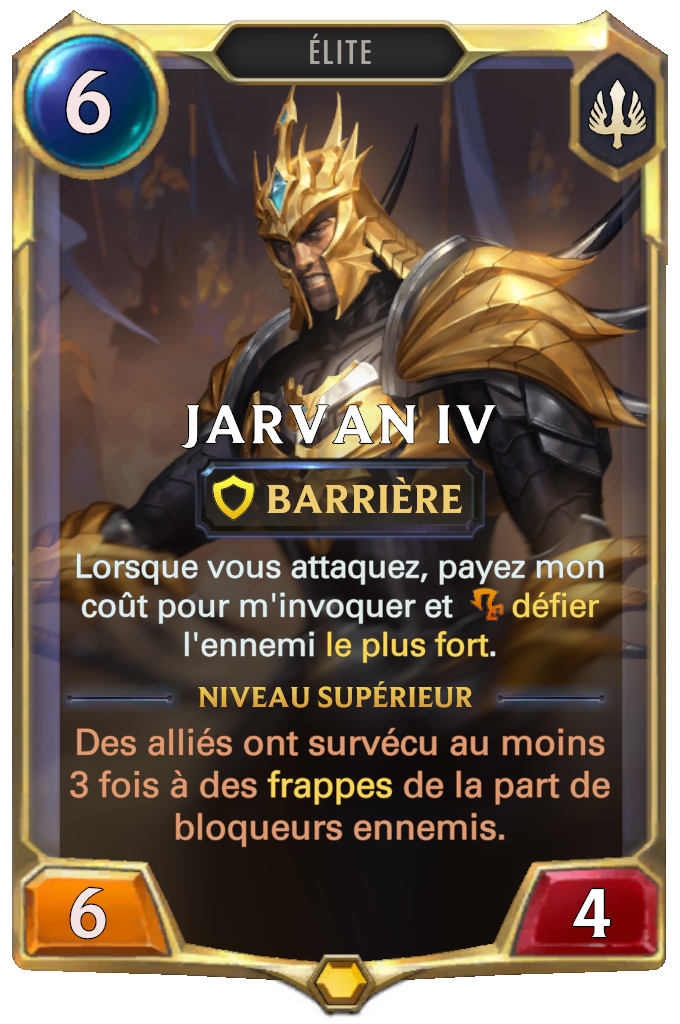 ÉLITE
6
JARVAN IV
BARRIÈRE
Lorsque vous attaquez, payez mon
coût pour m'invoquer et défier
l'ennemi le plus fort.
NIVEAU SUPÉRIEUR
Des alliés ont survécu au moins
3 fois à des frappes de la part de
bloqueurs ennemis.
6
4